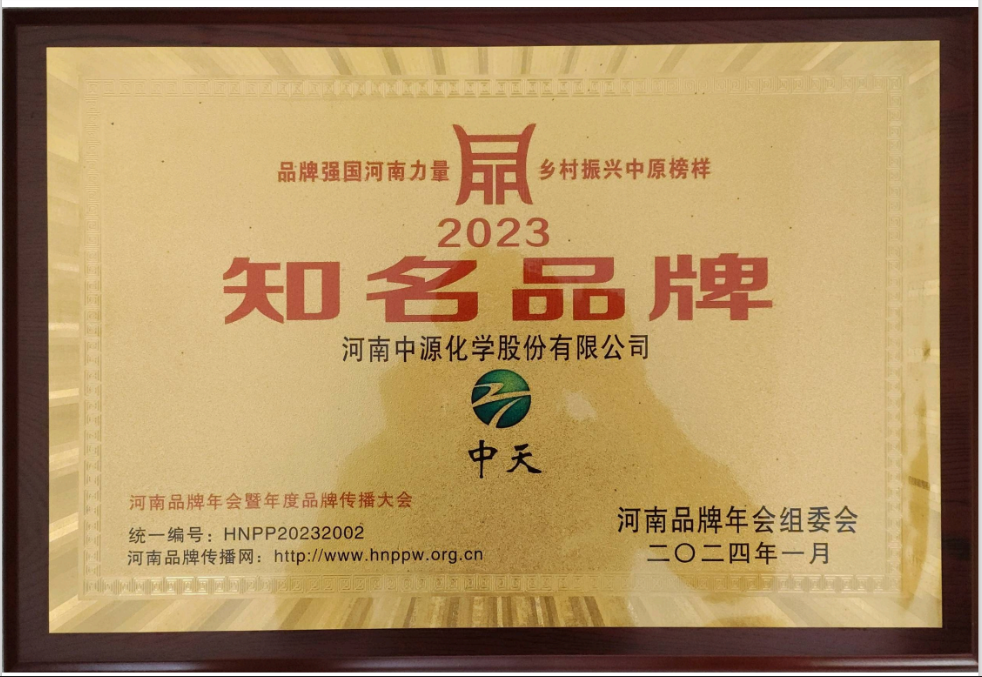 品牌强国河南力量 乡村振兴中原榜样
2023
知名品牌
河南中源化学股份有限公司
中天
河南品牌年会暨年度品牌传播大会
统一编号：HNPP20232002
河南品牌传播网：http://www.hnppw.org.cn
河南品牌年会组委会
二〇二四年一月